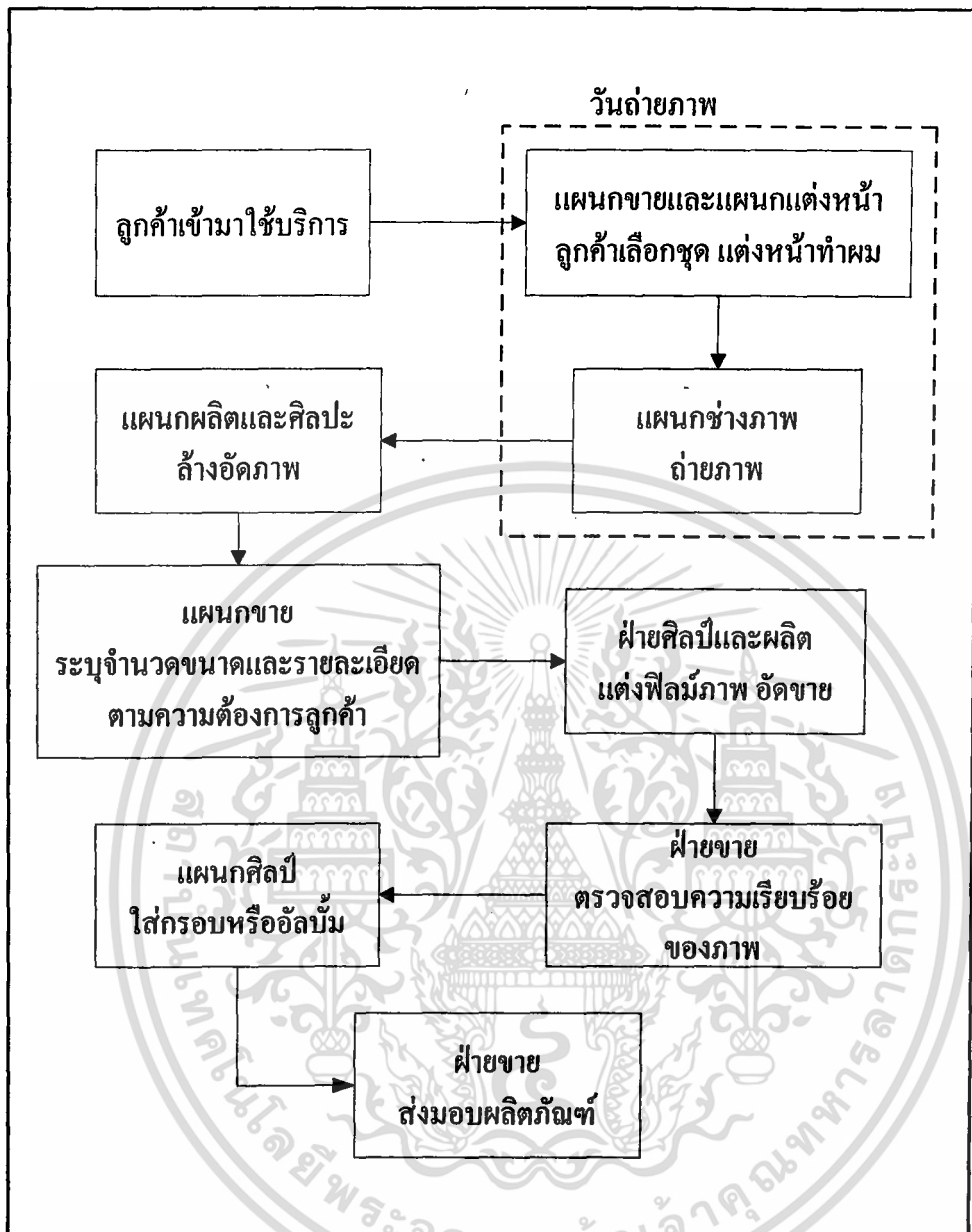 วันถ่ายภาพ
ลูกค้าเข้ามาใช้บริการ
แผนกขายและแผนกแต่งหน้า
ลูกค้าเลือกชุด แต่งหน้าทำผม
แผนกช่างภาพ
ถ่ายภาพ
แผนกผลิตและศิลปะ
ล้างอัดภาพ
แผนกขาย
ระบุจำนวดขนาดและรายละเอียด
ตามความต้องการลูกค้า
ฝ่ายศิลป์และผลิต
แต่งฟิลม์ภาพ อัดขาย
ฝ่ายขาย
ตรวจสอบความเรียบร้อย
ของภาพ
แผนกศิลป์
ใส่กรอบหรืออัลบั้ม
ฝ่ายขาย
ส่งมอบผลิตภัณฑ์